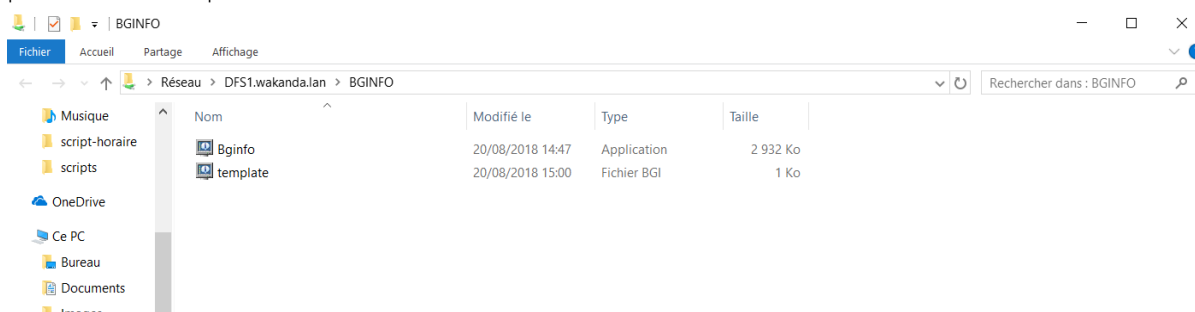 BGINFO
Fichier Accueil Partage Affichage
Réseau > DFS1.wakanda.lan > BGINFO Rechercher dans : BGINFO
Musique
script-horaire
scripts
OneDrive
Ce PC
Bureau
Documents
Nom Modifié le Type Taille
Bginfo 20/08/2018 14:47 Application 2 932 Ko
template 20/08/2018 15:00 Fichier BGI 1 Ko